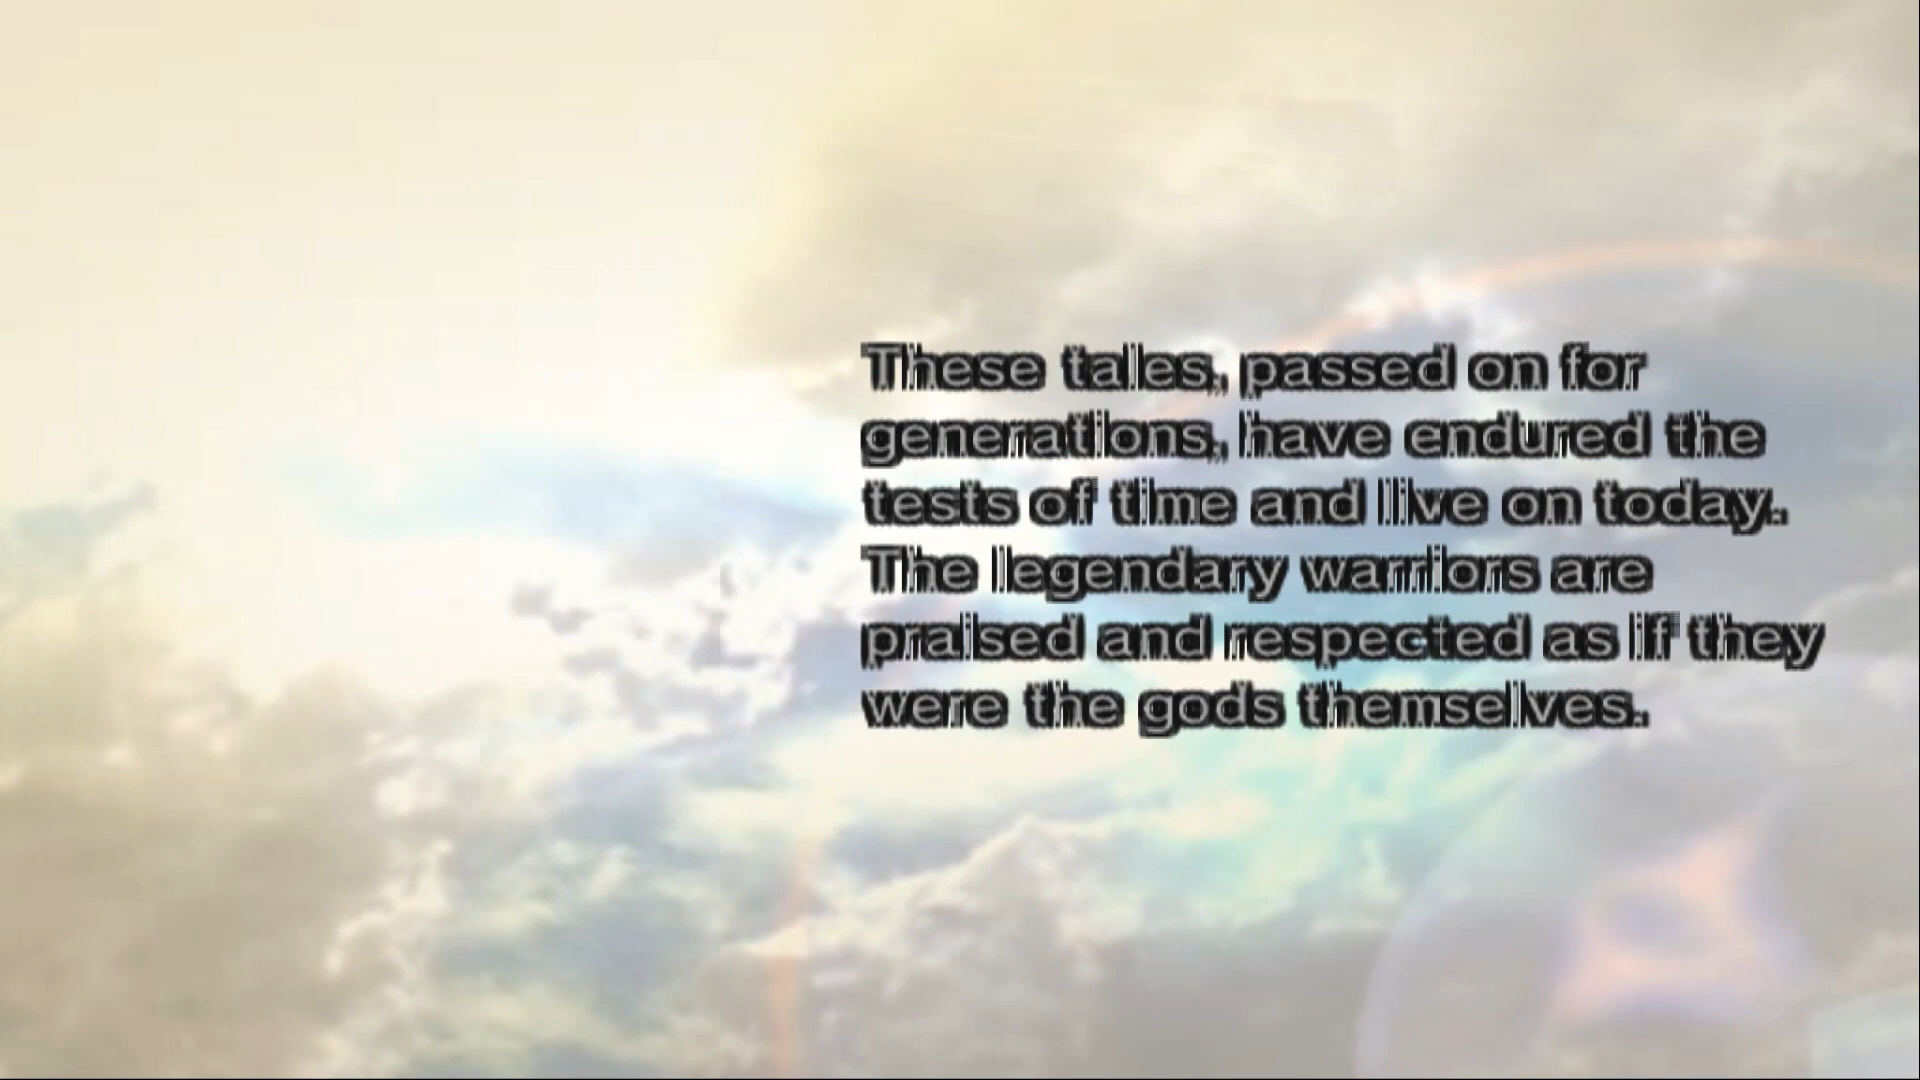 These tales, passed on for
generations, have endured the
tests of time and live on today.
The legendary warriors are
praised and respected as if they
were the gods themselves.